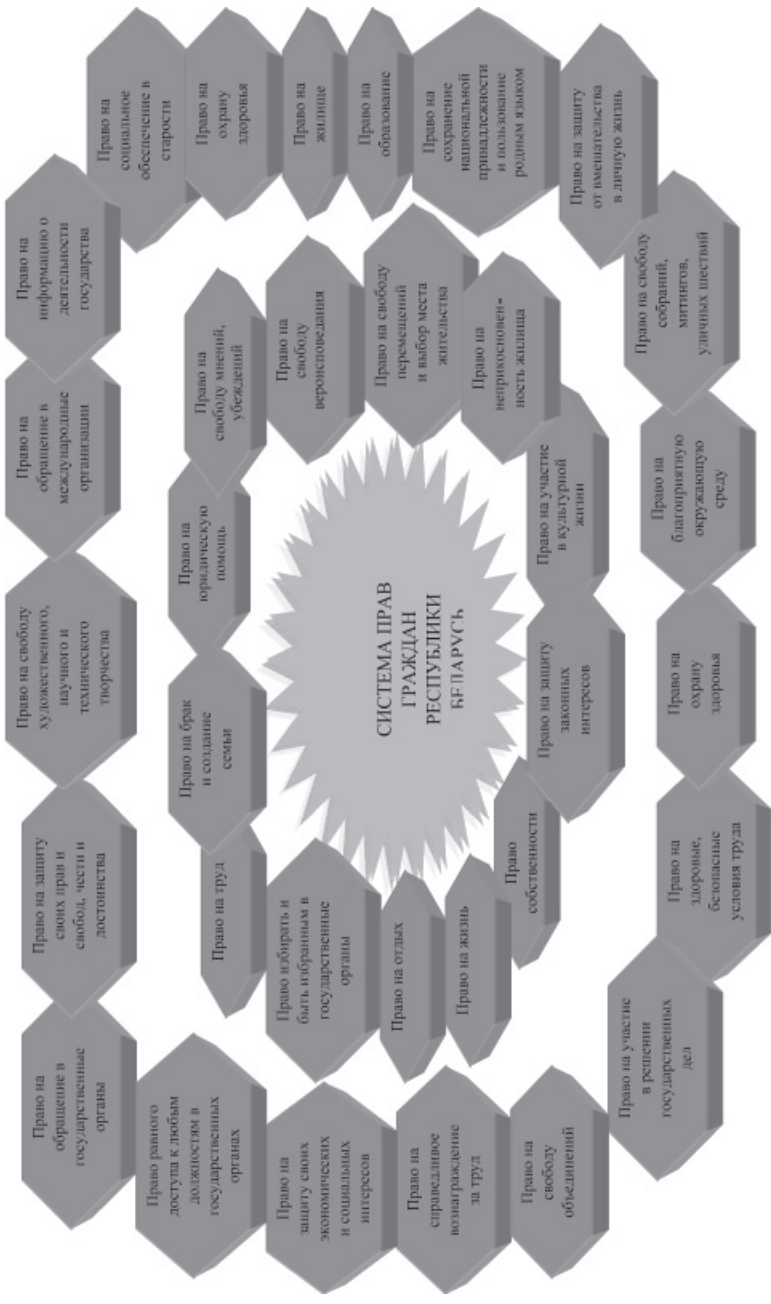 Право на
обращение в
государственные
органы
Право на защиту
своих прав и
свобод, чести и
достоинства
Право на свободу
художественного,
научного и
технического
творчества
Право на
обращение в
международные
организации
Право на
информацию о
деятельности
государства
Право на
социальное
обеспечение в
старости
Право на
охрану
здоровья
Право на
жилище
Право на
образование
Право на
сохранение
национальной
принадлежности
и пользование
родным языком
Право на защиту
от вмешательства
в личную жизнь
Право на свободу
собраний,
митингов,
уличных шествий
Право на
благоприятную
окружающую
среду
Право на
охрану
здоровья
Право на
здоровые,
безопасные
условия труда
Право на участие
в решении
государственных
дел
Право на
свободу
объединений
Право на
справедливое
вознаграждение
за труд
Право на
защиту своих
экономических
и социальных
интересов
Право равного
доступа к любым
должностям в
государственных
органах
Право на труд
Право на брак
и создание
семьи
Право на
юридическую
помощь
Право на
свободу мнений,
убеждений
Право на
свободу
вероисповедания
Право на свободу
перемещений
и выбор места
жительства
Право на
неприкосновен=
ность жилища
Право на участие
в культурной
жизни
Право на защиту
законных
интересов
Право
собственности
Право на жизнь
Право на отдых
Право избирать и
быть избранным в
государственные
органы
СИСТЕМА ПРАВ
ГРАЖДАН
РЕСПУБЛИКИ
БЕЛАРУСЬ